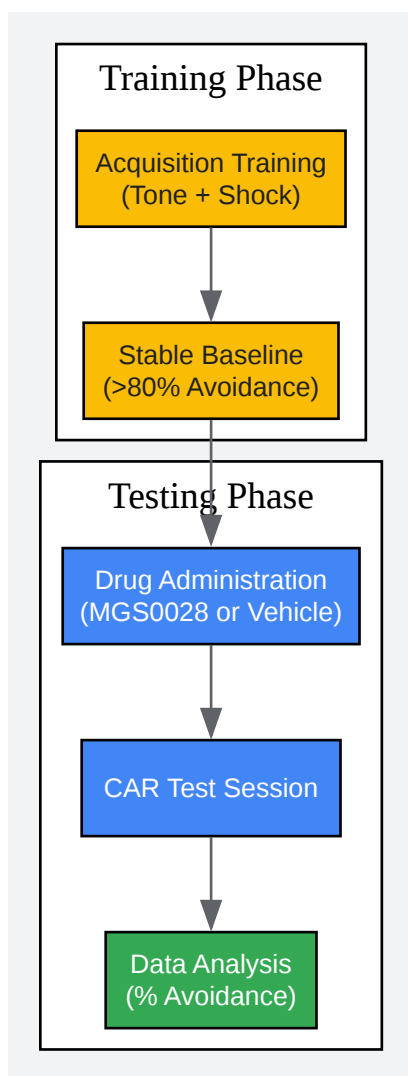 Training Phase
Acquisition Training
(Tone + Shock)
Stable Baseline
(>80% Avoidance)
Testing Phase
Drug Administration
(MGS0028 or Vehicle)
CAR Test Session
Data Analysis
(% Avoidance)